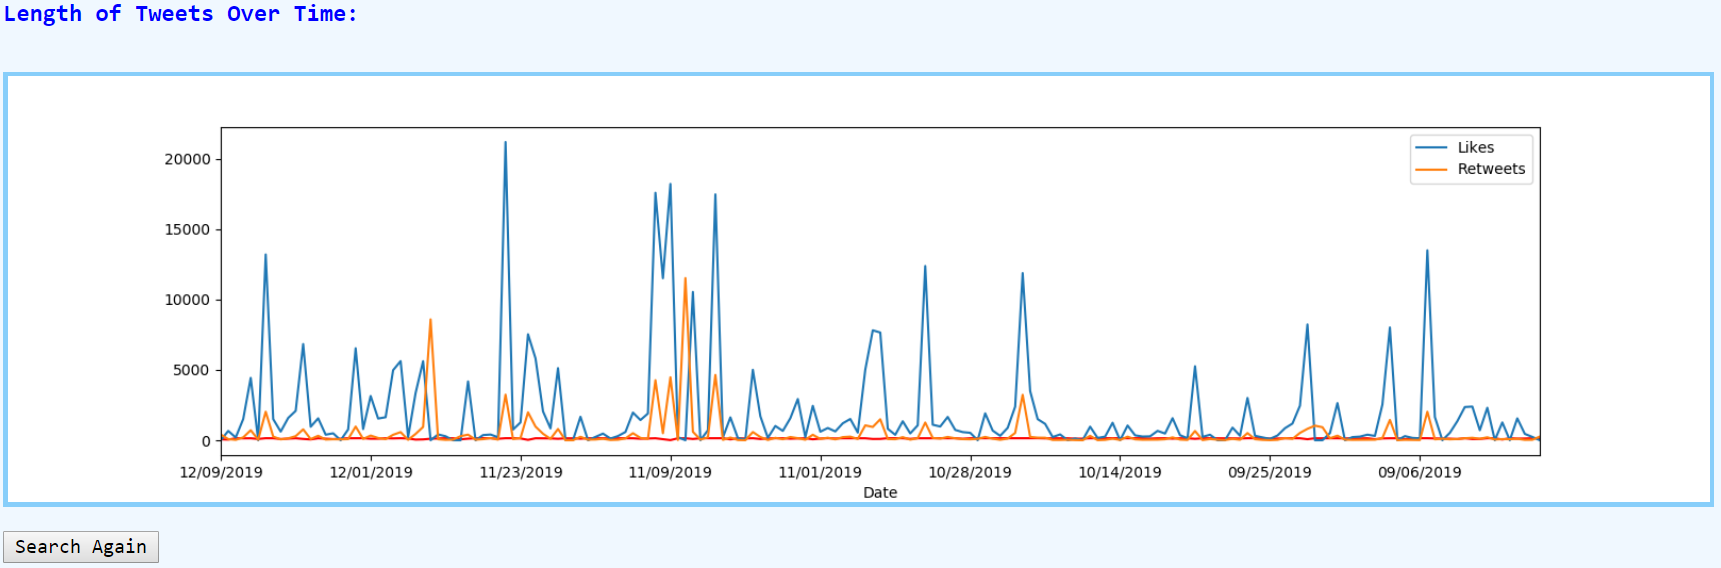 Length of Tweets Over Time:
Likes
Retweets
20000
15000
10000
5000
0
12/09/2019 12/01/2019 11/23/2019 11/09/2019 11/01/2019 10/28/2019 10/14/2019 09/25/2019 09/06/2019
Date
Search Again